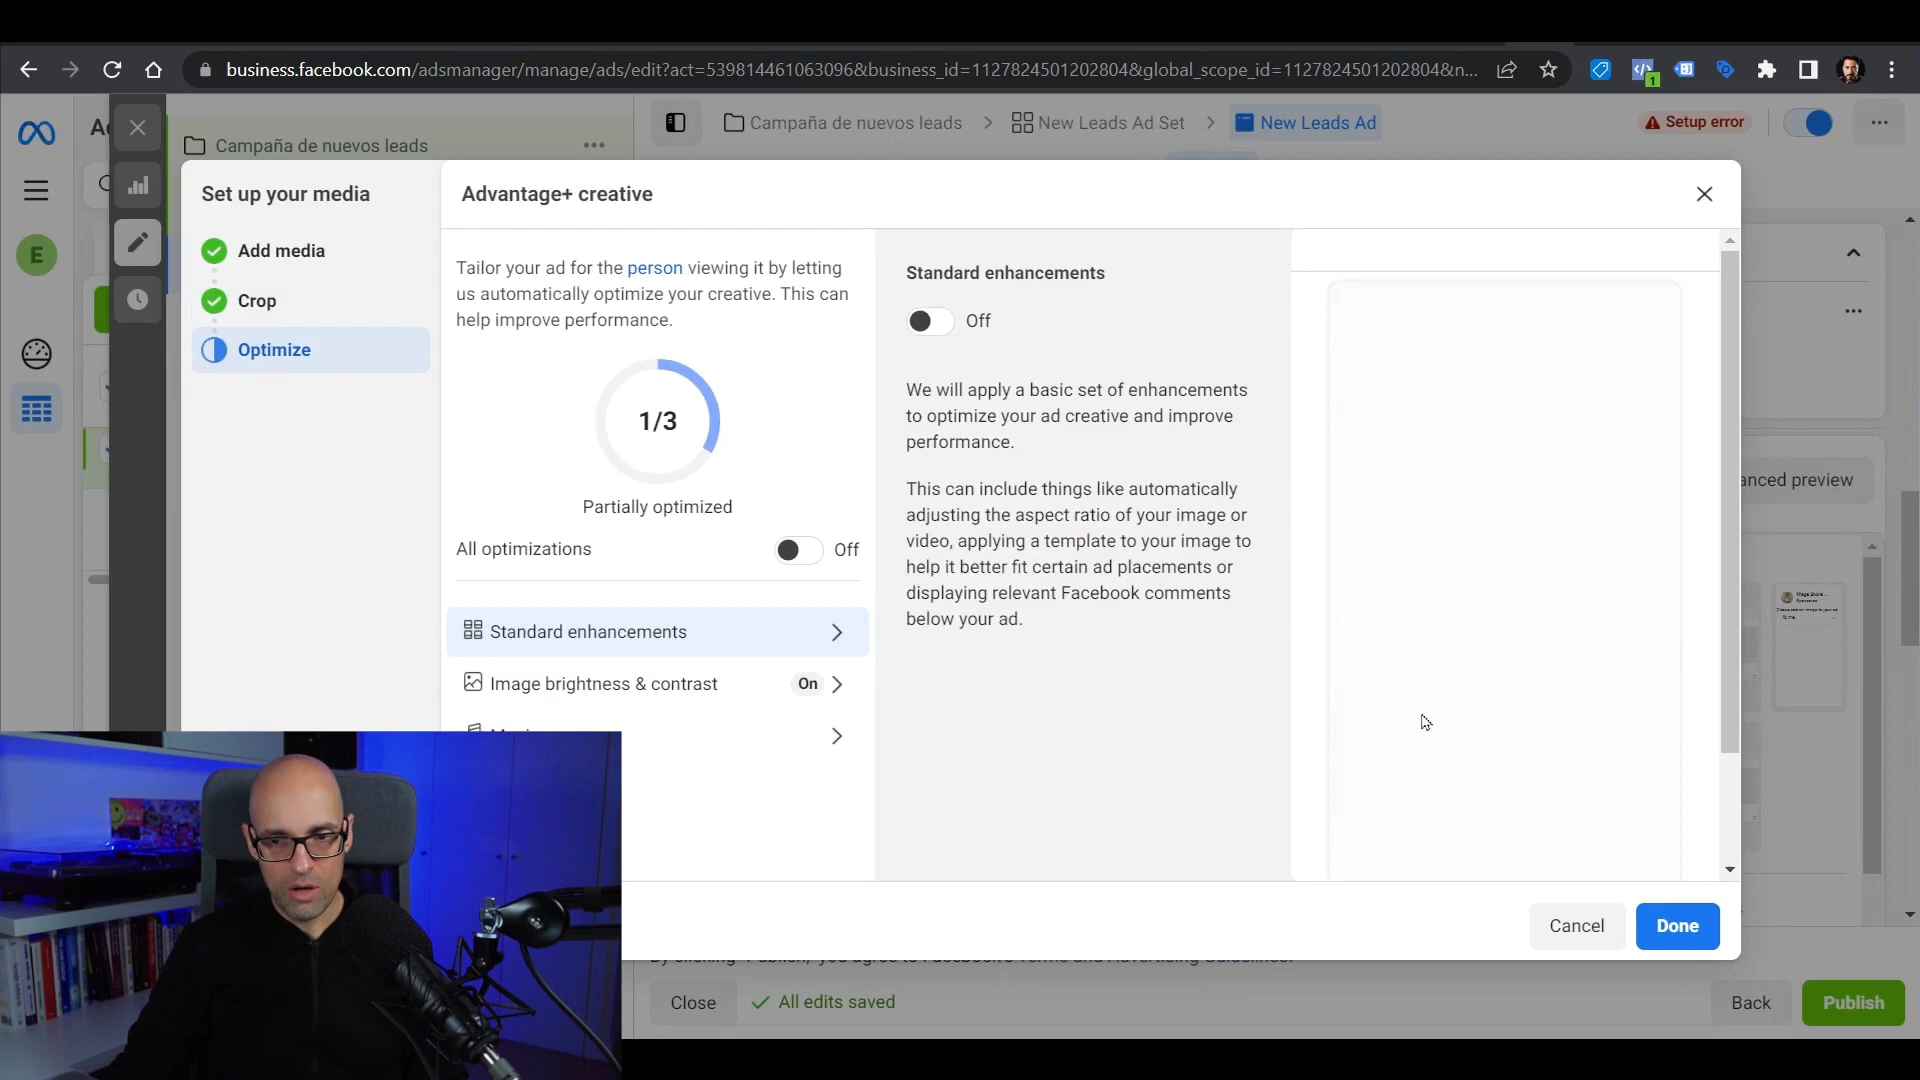 business.facebook.com/adsmanager/manage/ads/edit?act=539814461063096&business_id=1127824501202804&global_scope_id=1127824501202804&n...
1
Campaña de nuevos leads
Campaña de nuevos leads
New Leads Ad Set
New Leads Ad
Setup error
E
Set up your media
Add media
Crop
Optimize
Advantage+ creative
Tailor your ad for the person viewing it by letting
us automatically optimize your creative. This can
help improve performance.
1/3
Partially optimized
All optimizations
Off
Standard enhancements
Image brightness & contrast
On
Standard enhancements
Off
We will apply a basic set of enhancements
to optimize your ad creative and improve
performance.
This can include things like automatically
adjusting the aspect ratio of your image or
video, applying a template to your image to
help it better fit certain ad placements or
displaying relevant Facebook comments
below your ad.
anced preview
Cancel
Done
Close
All edits saved
Back
Publish